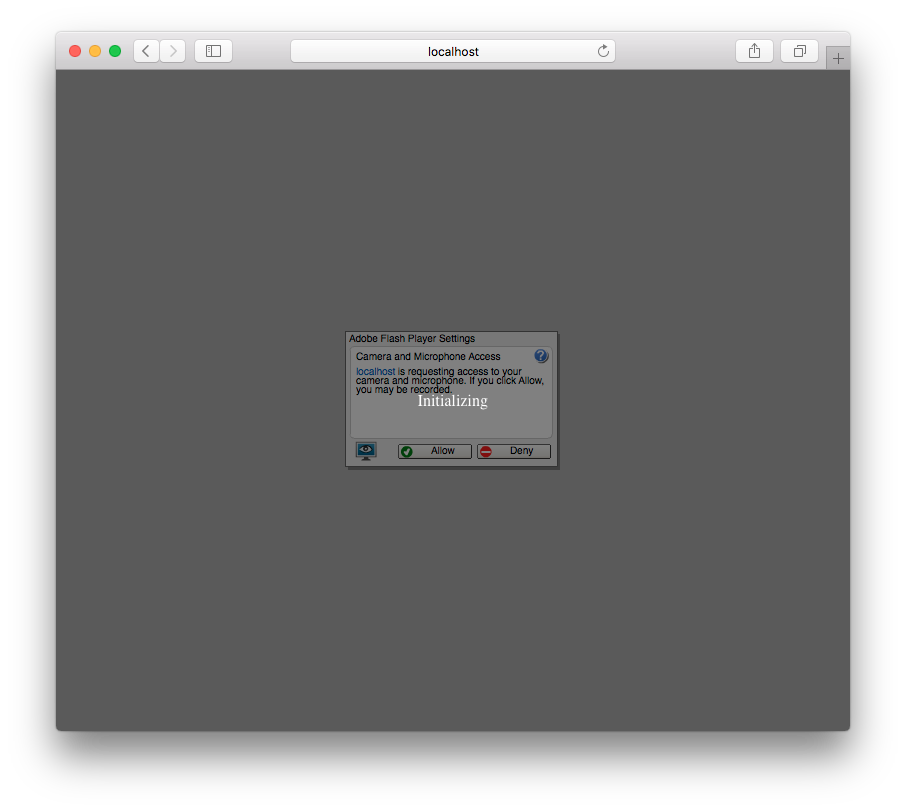 localhost
Adobe Flash Player Settings
Camera and Microphone Access
?
localhost is requesting access to your
camera and microphone. If you click Allow,
you may be recorded.
Initializing
Allow
Deny